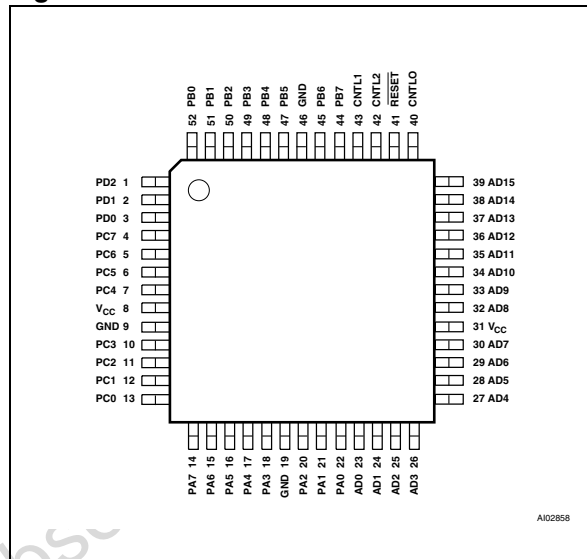 52 PB0
51 PB1
50 PB2
49 PB3
48 PB4
47 PB5
46 GND
45 PB6
44 PB7
43 CNTL1
42 CNTL2
41 RESET
40 CNTL0
PD2 1
PD1 2
PD0 3
PC7 4
PC6 5
PC5 6
PC4 7
VCC 8
GND 9
PC3 10
PC2 11
PC1 12
PC0 13
39 AD15
38 AD14
37 AD13
36 AD12
35 AD11
34 AD10
33 AD9
32 AD8
31 VCC
30 AD7
29 AD6
28 AD5
27 AD4
PA7 14
PA6 15
PA5 16
PA4 17
PA3 18
GND 19
PA2 20
PA1 21
PA0 22
AD0 23
AD1 24
AD2 25
AD3 26
AI02858